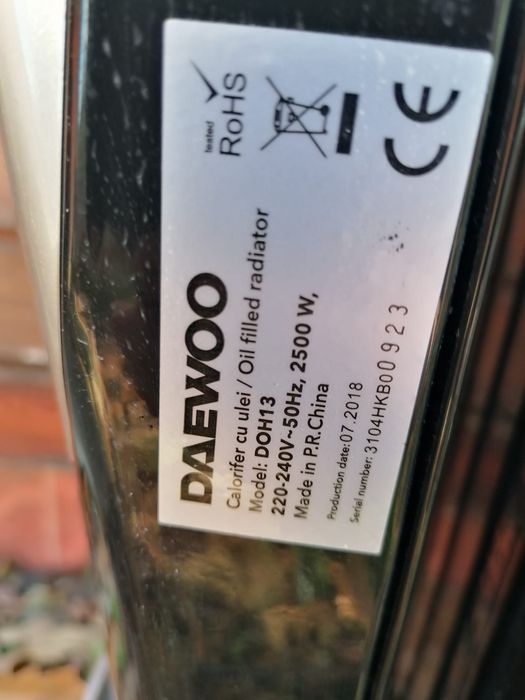 DAEWOO
Calorifer cu ulei / Oil filled radiator
Model: DOH13
220-240V~50Hz, 2500 W,
Made in P.R.China
Production date:07.2018
Serial number: 3104HKB00923
tested
RoHS
CE